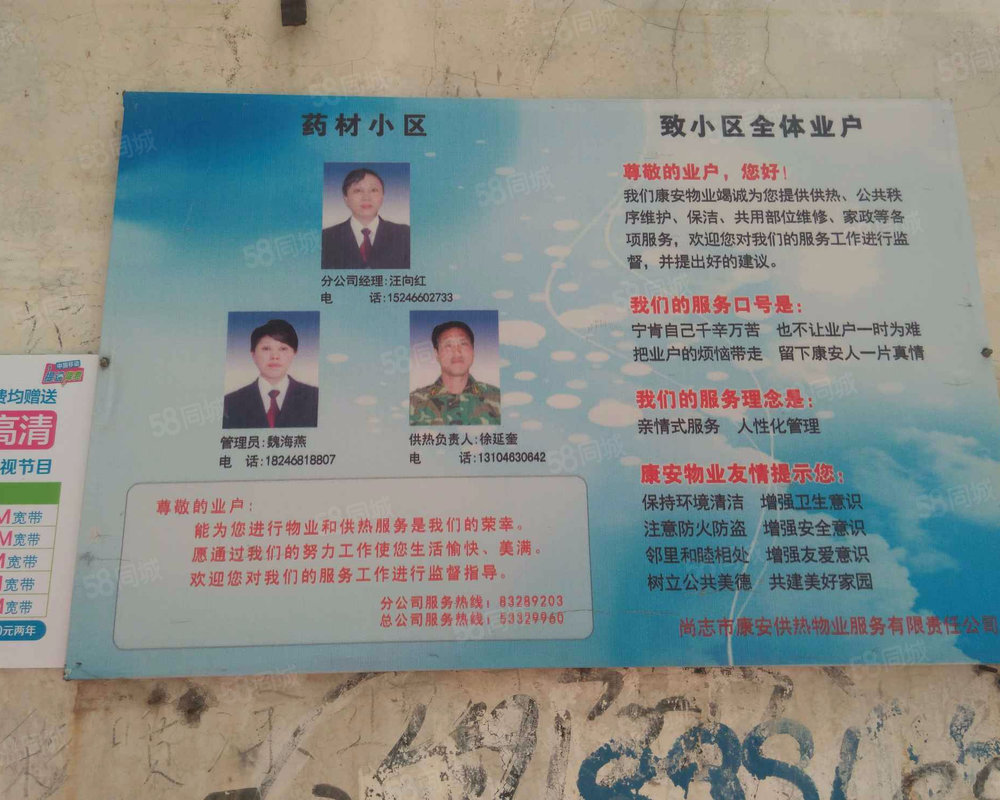 药材小区
分公司经理:汪向红
电 话:15246602733
管理员:魏海燕
电 话:18246818807
供热负责人:徐延奎
电 话:13104630642
尊敬的业户:
能为您进行物业和供热服务是我们的荣幸。
愿通过我们的努力工作使您生活愉快、美满。
欢迎您对我们的服务工作进行监督指导。
分公司服务热线:83289203
总公司服务热线:53329960
致小区全体业户
尊敬的业户,您好!
我们康安物业竭诚为您提供供热、公共秩
序维护、保洁、共用部位维修、家政等各
项服务,欢迎您对我们的服务工作进行监
督,并提出好的建议。
我们的服务口号是:
宁肯自己千辛万苦 也不让业户一时为难
把业户的烦恼带走 留下康安人一片真情
我们的服务理念是:
亲情式服务 人性化管理
康安物业友情提示您:
保持环境清洁 增强卫生意识
注意防火防盗 增强安全意识
邻里和睦相处 增强友爱意识
树立公共美德 共建美好家园
尚志市康安供热物业服务有限责任公司
费均赠送
高清
视节目
M宽带
M宽带
M宽带
宽带
M宽带
0元两年
58同城